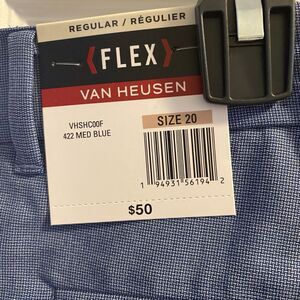 REGULAR / RÉGULIER
FLEX
VAN HEUSEN
VHSHC00F
422 MED BLUE
SIZE 20
1 94931 56194 2
$50